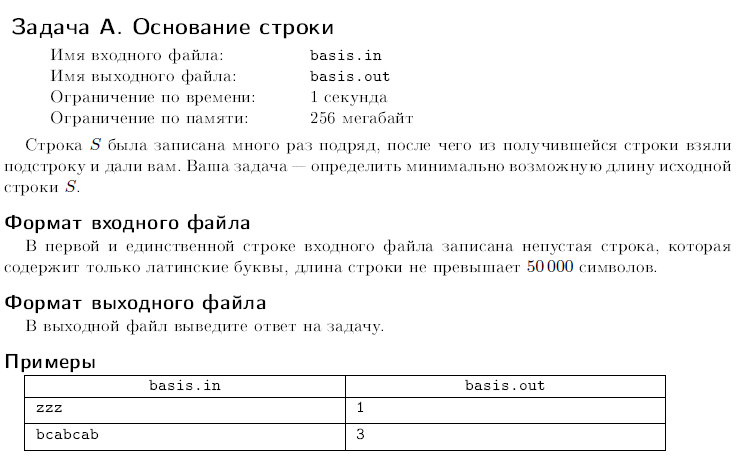 Задача A. Основание строки
Имя входного файла: basis.in
Имя выходного файла: basis.out
Ограничение по времени: 1 секунда
Ограничение по памяти: 256 мегабайт
Строка S была записана много раз подряд, после чего из получившейся строки взяли
подстроку и дали вам. Ваша задача — определить минимально возможную длину исходной
строки S.
Формат входного файла
В первой и единственной строке входного файла записана непустая строка, которая
содержит только латинские буквы, длина строки не превышает 50 000 символов.
Формат выходного файла
В выходной файл выведите ответ на задачу.
Примеры
basis.in basis.out
zzz 1
bcabcab 3